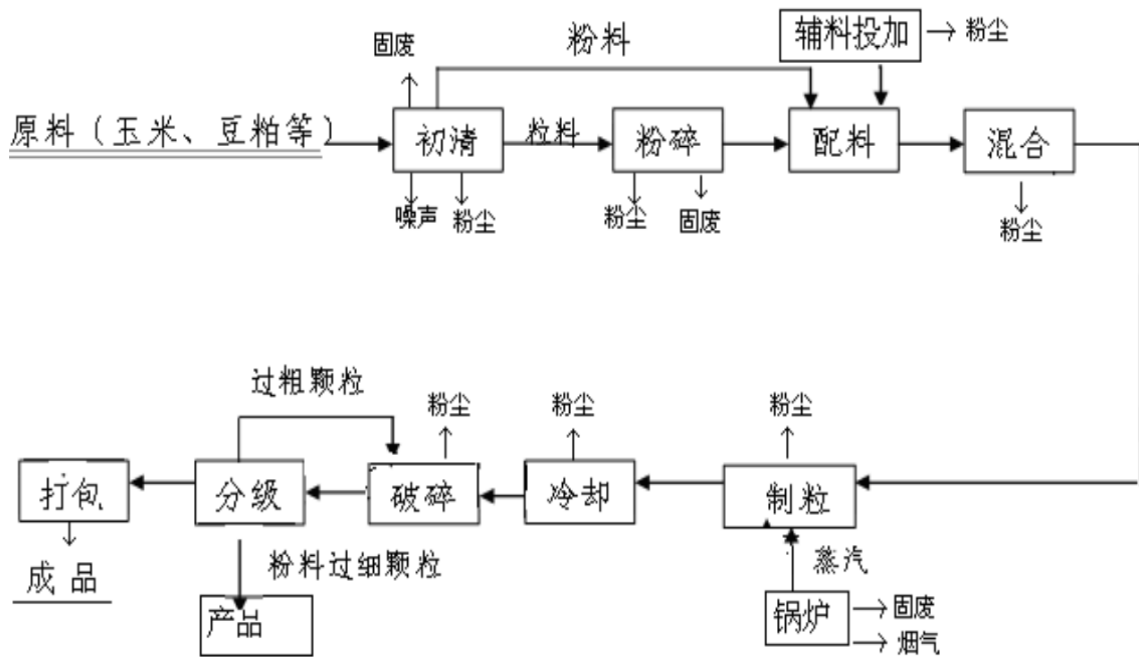 固废
粉料
辅料投加
粉尘
原料（玉米、豆粕等）
初清
粒料
粉碎
配料
混合
噪声
粉尘
粉尘
固废
粉尘
过粗颗粒
粉尘
粉尘
粉尘
打包
分级
破碎
冷却
制粒
成品
粉料过细颗粒
蒸汽
产品
锅炉
固废
烟气